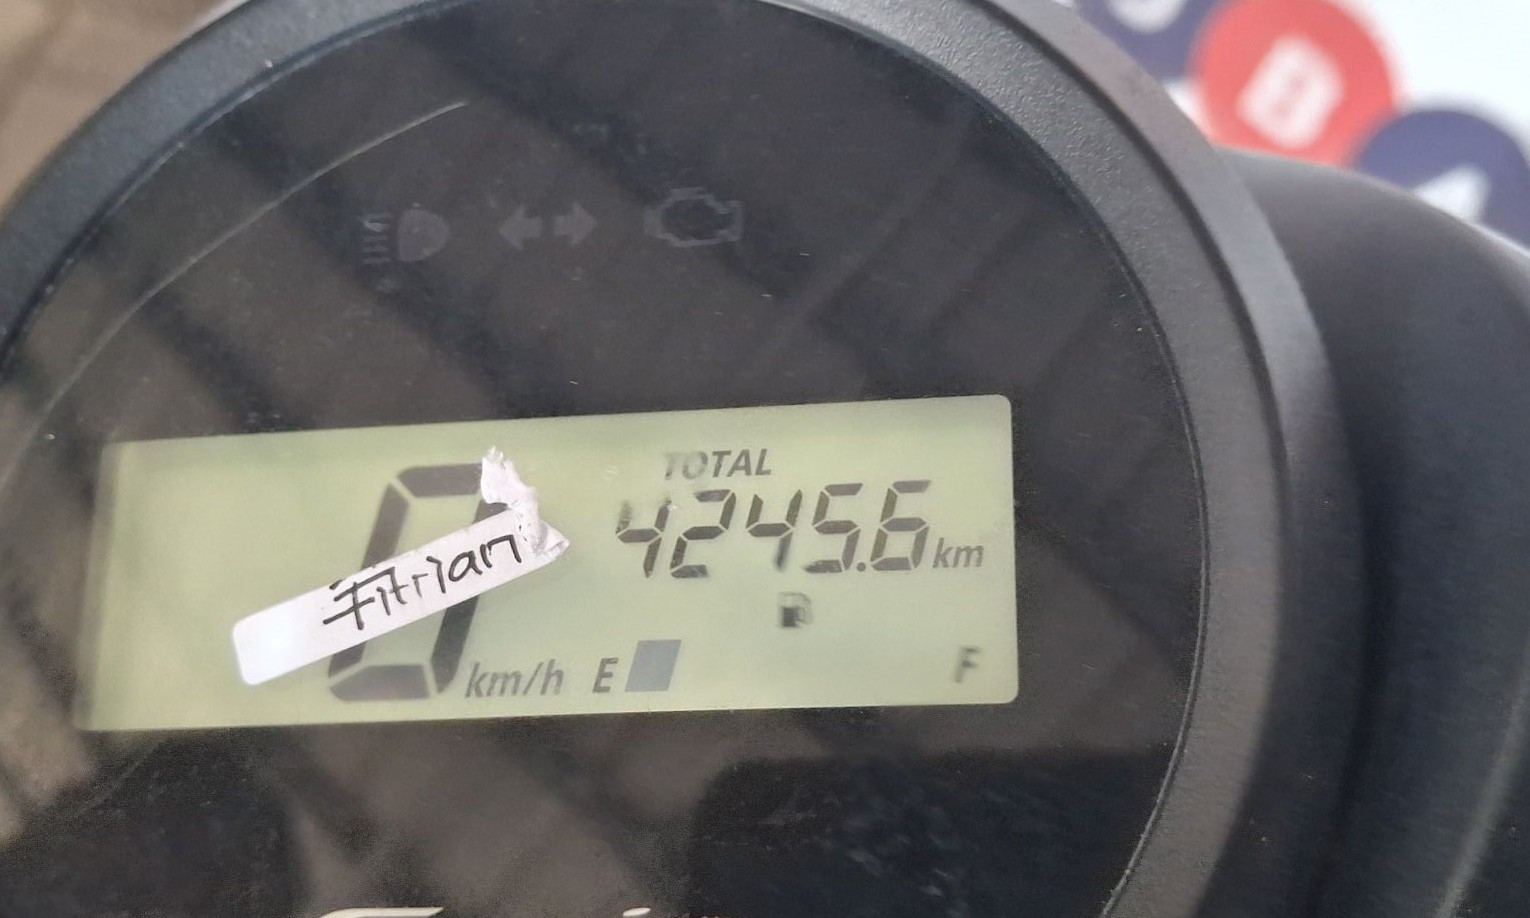 B
TOTAL
4245.6 km
Fitrian
0 km/h
E F